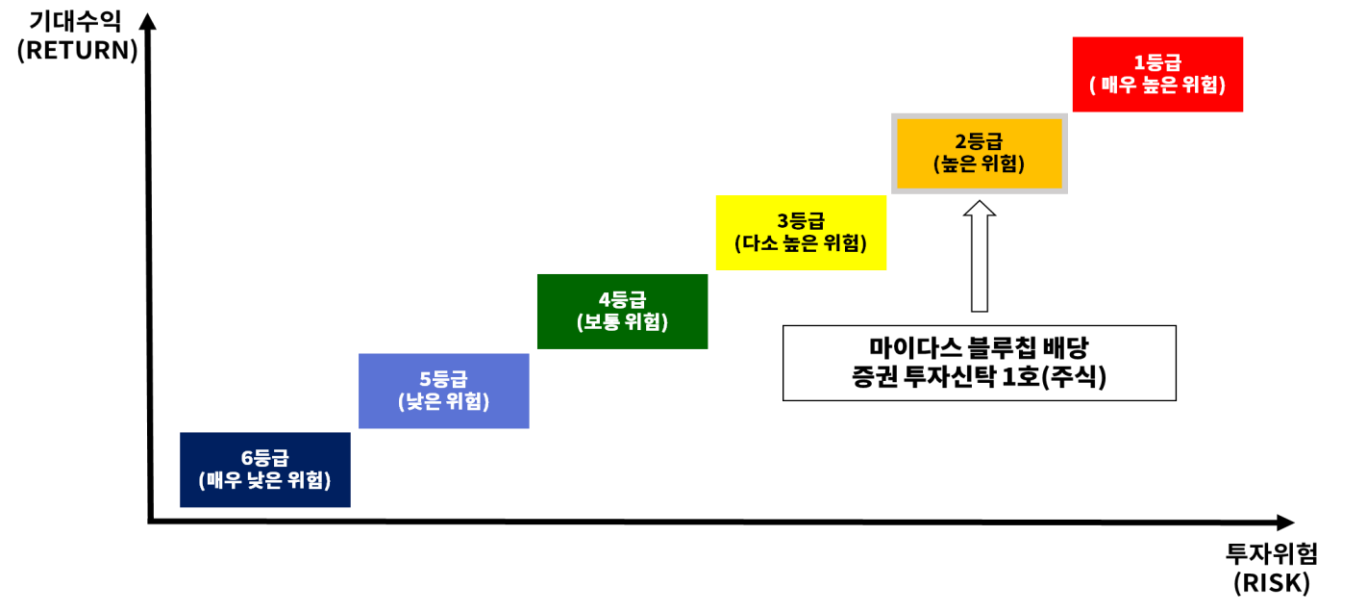 기대수익
(RETURN)
1등급
( 매우 높은 위험)
2등급
(높은 위험)
3등급
(다소 높은 위험)
4등급
(보통 위험)
마이다스 블루칩 배당
증권 투자신탁 1호(주식)
5등급
(낮은 위험)
6등급
(매우 낮은 위험)
투자위험
(RISK)